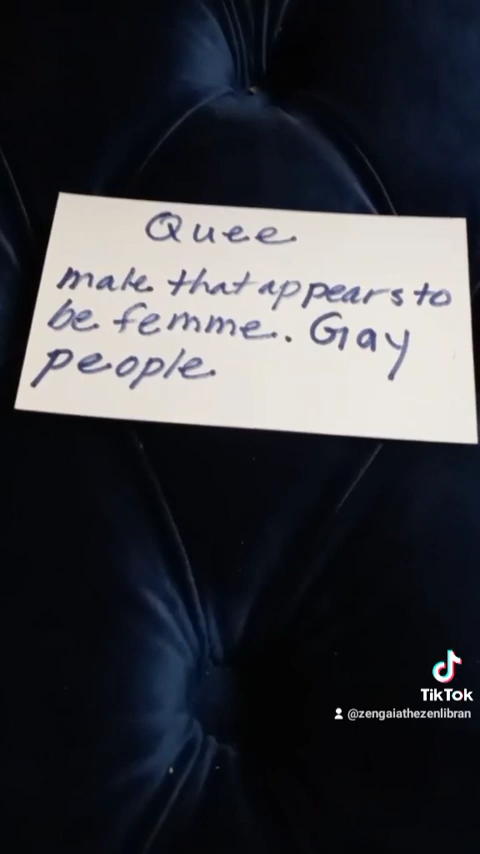 Quee
male that appears to
be femme. Gay
people
TikTok
@zengaiathezenlibran